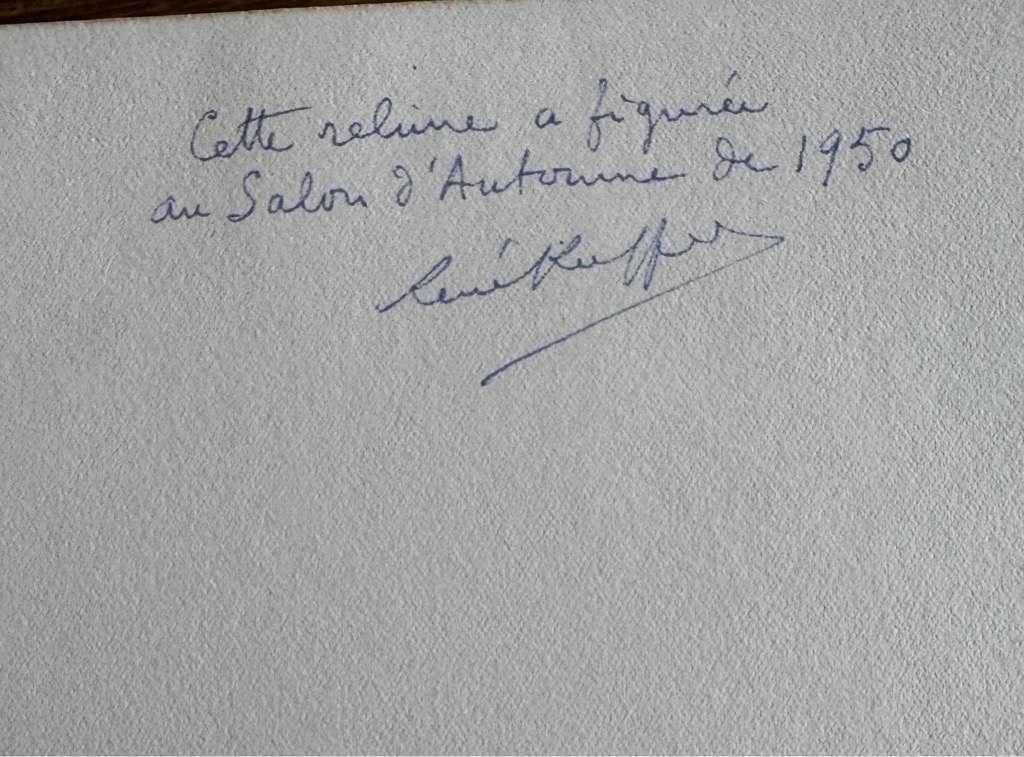 Cette reliure a figurée
au Salon d'Automne de 1950
René Kieffer